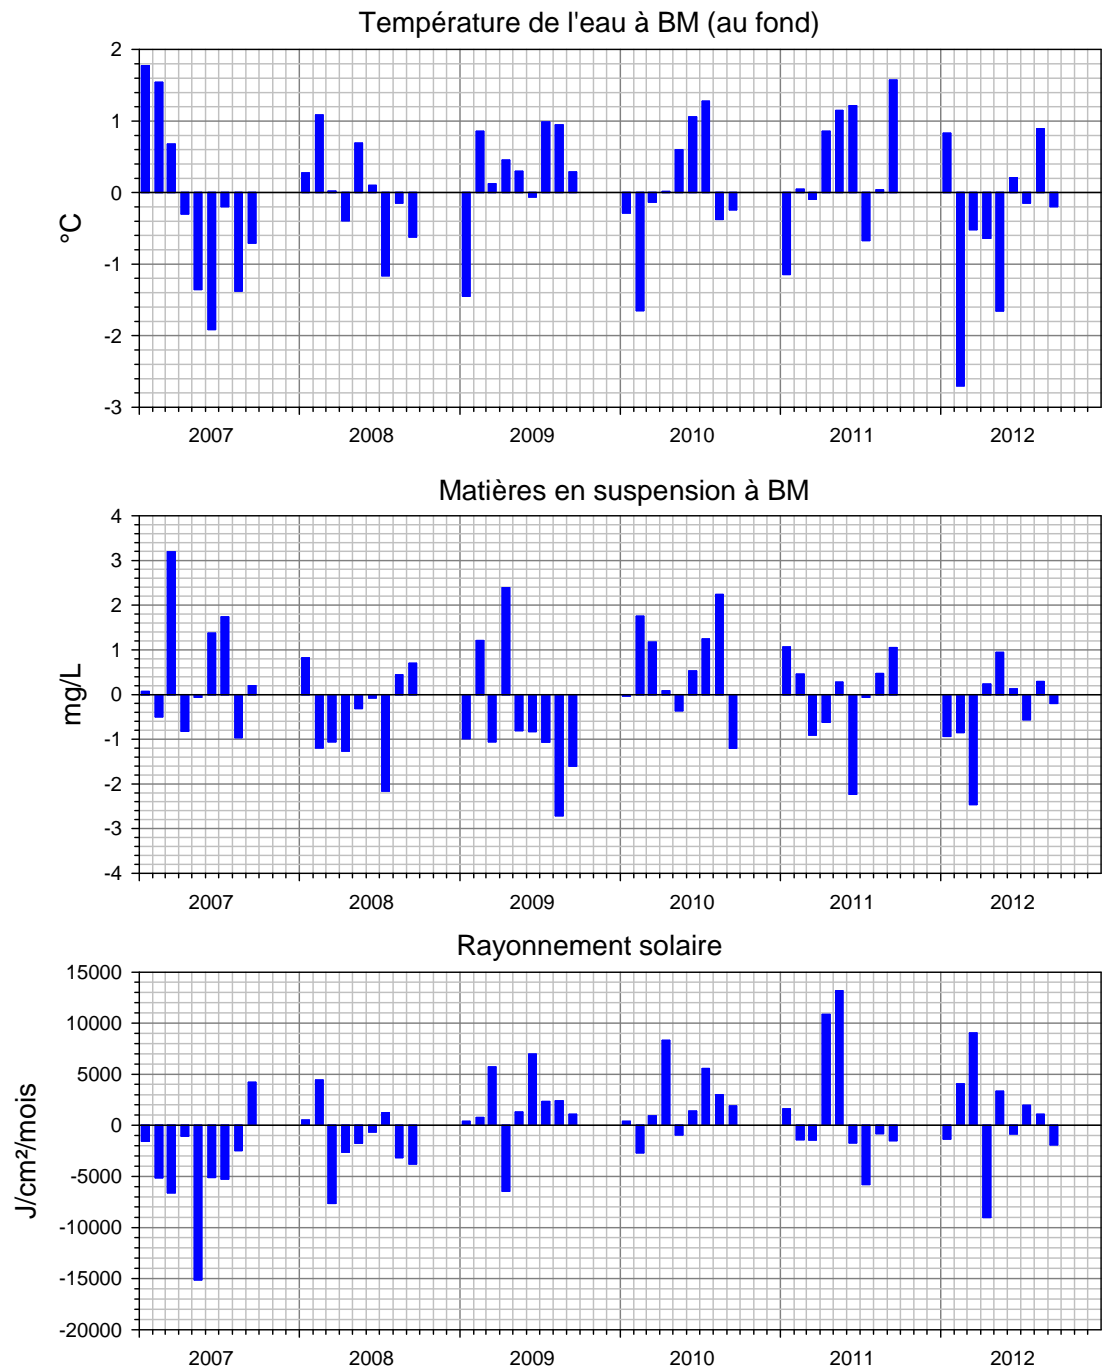 Température de l'eau à BM (au fond)
2
1
0
-1
-2
-3
°C
2007 2008 2009 2010 2011 2012
Matières en suspension à BM
4
3
2
1
0
-1
-2
-3
-4
mg/L
2007 2008 2009 2010 2011 2012
Rayonnement solaire
15000
10000
5000
0
-5000
-10000
-15000
-20000
J/cm²/mois
2007 2008 2009 2010 2011 2012